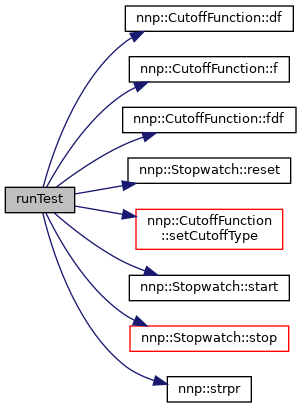 nnp::CutoffFunction::df
nnp::CutoffFunction::f
nnp::CutoffFunction::fdf
nnp::Stopwatch::reset
runTest
nnp::CutoffFunction
::setCutoffType
nnp::Stopwatch::start
nnp::Stopwatch::stop
nnp::strpr